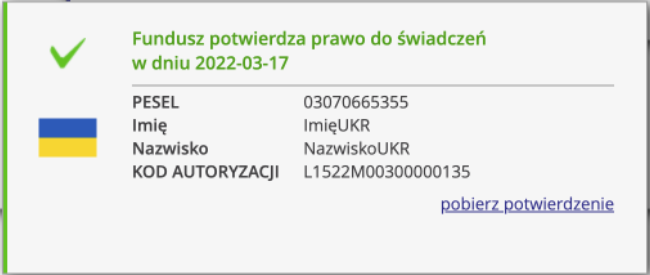 Fundusz potwierdza prawo do świadczeń
w dniu 2022-03-17
PESEL 03070665355
Imię ImięUKR
Nazwisko NazwiskoUKR
KOD AUTORYZACJI L1522M00300000135
pobierz potwierdzenie